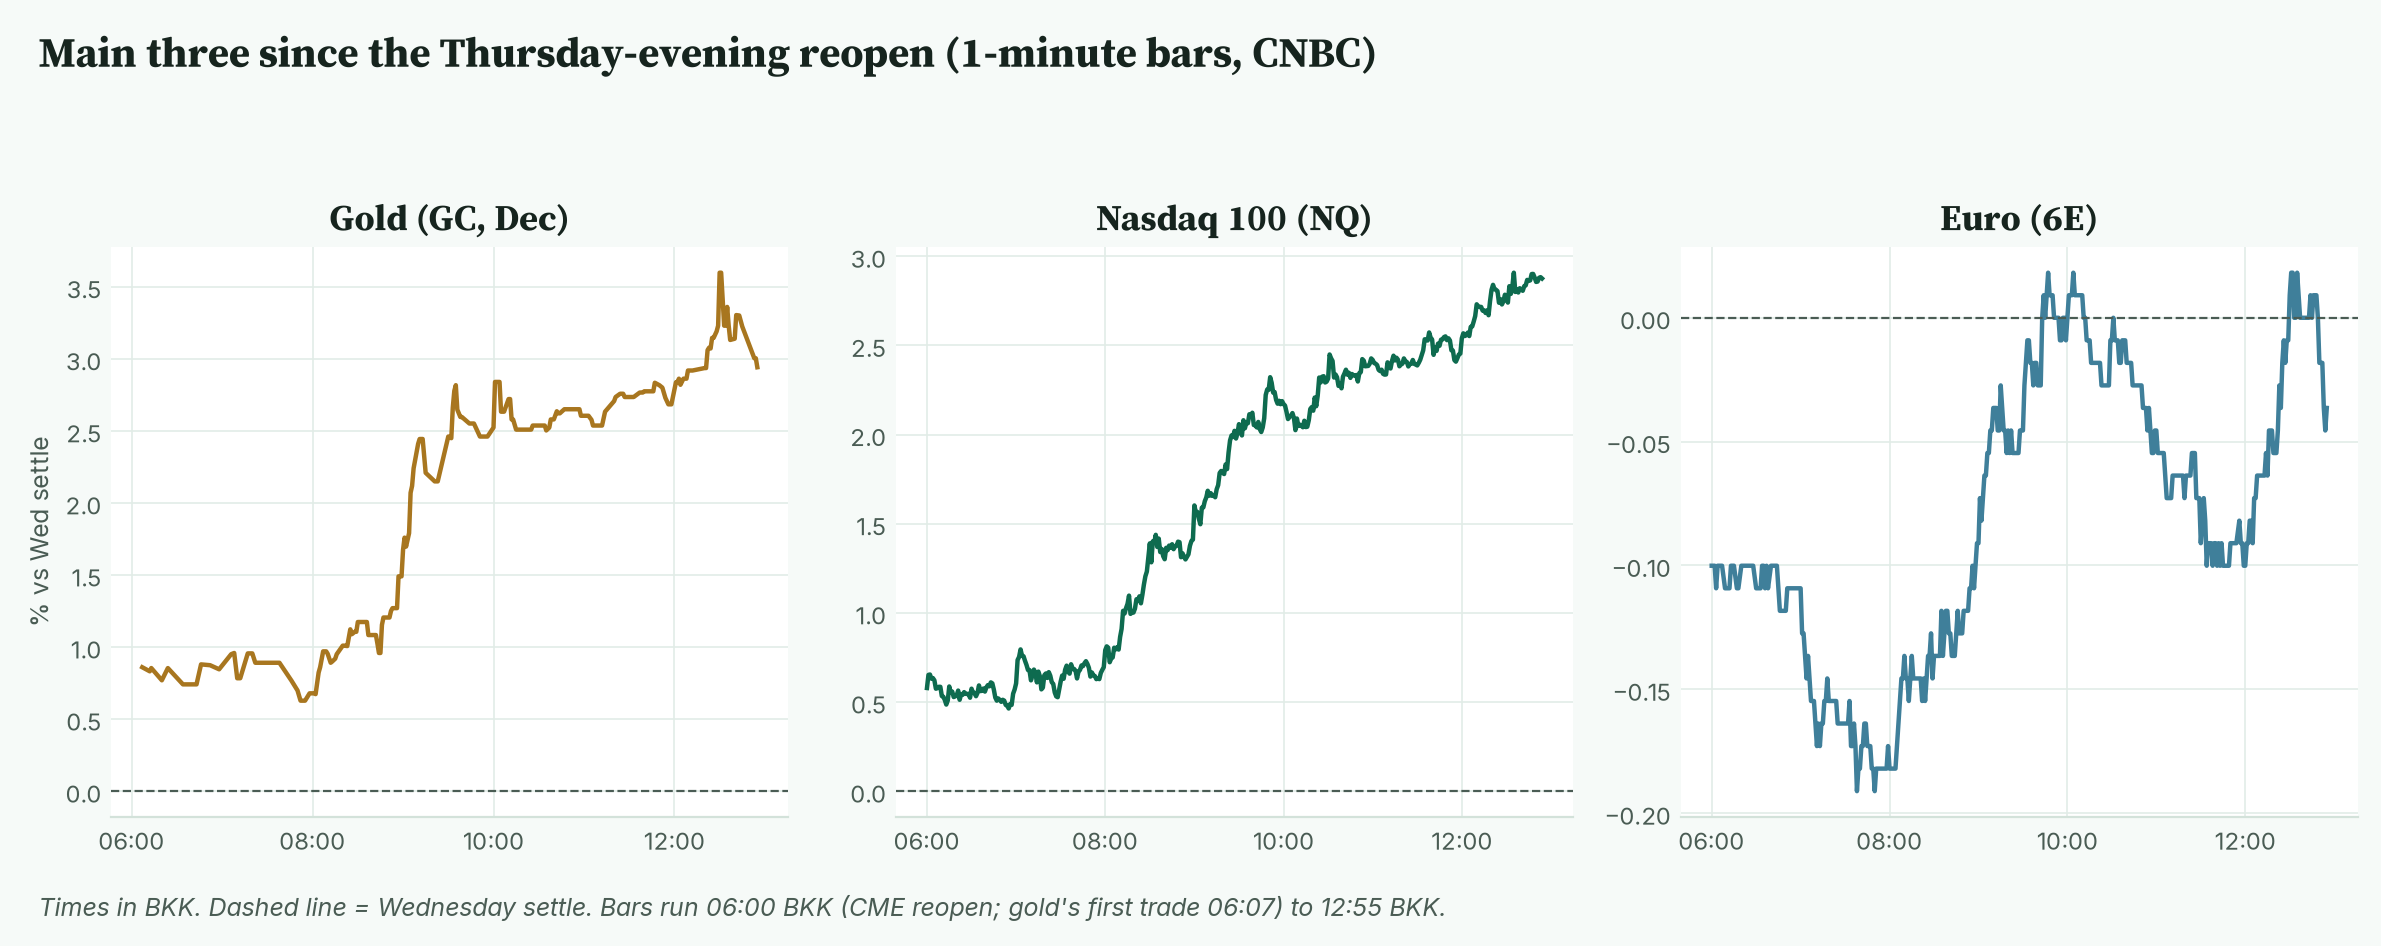 Main three since the Thursday-evening reopen (1-minute bars, CNBC)
Gold (GC, Dec)
% vs Wed settle
3.5
3.0
2.5
2.0
1.5
1.0
0.5
0.0
06:00 08:00 10:00 12:00
Nasdaq 100 (NQ)
3.0
2.5
2.0
1.5
1.0
0.5
0.0
06:00 08:00 10:00 12:00
Euro (6E)
0.00
−0.05
−0.10
−0.15
−0.20
06:00 08:00 10:00 12:00
Times in BKK. Dashed line = Wednesday settle. Bars run 06:00 BKK (CME reopen; gold's first trade 06:07) to 12:55 BKK.